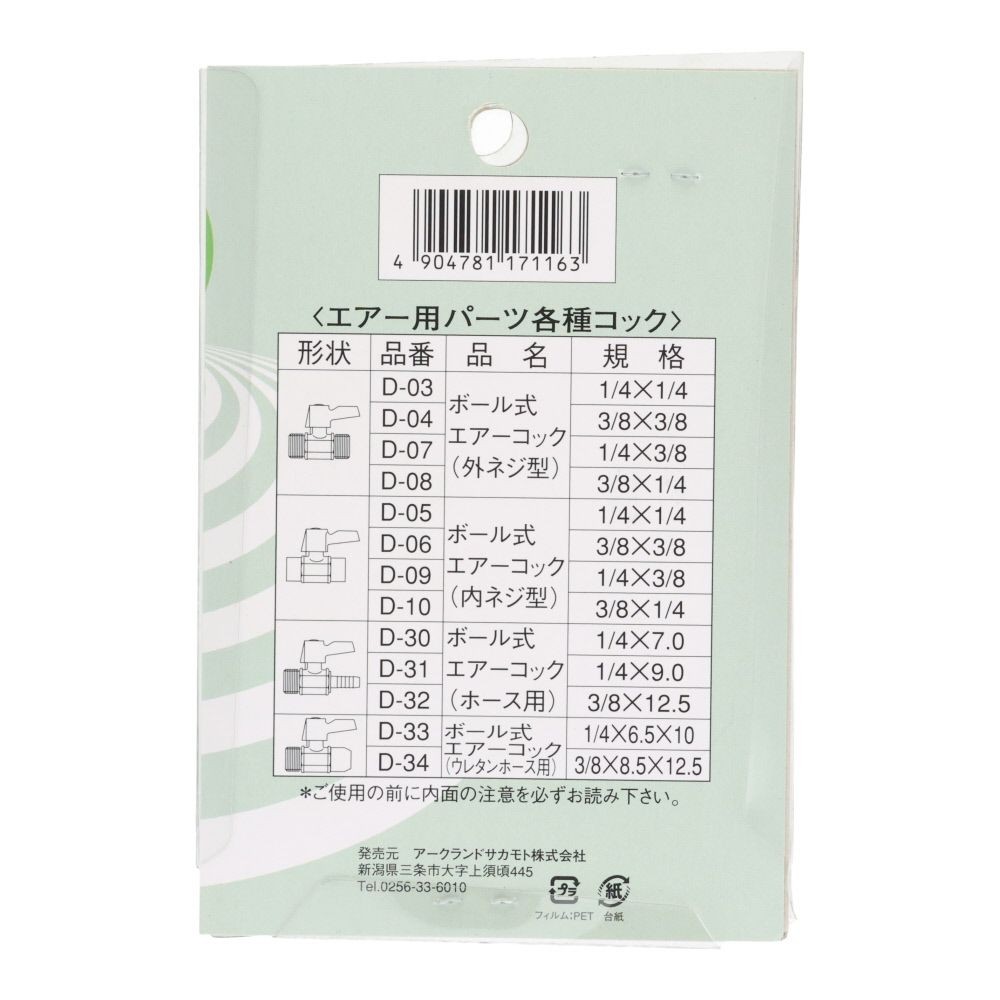 4 904781 171163
〈エアー用パーツ各種コック〉
形状 品番 品名 規格
D-03 1/4×1/4
D-04 3/8×3/8
D-07 1/4×3/8
D-08 3/8×1/4
ボール式
エアーコック
(外ネジ型)
D-05 1/4×1/4
D-06 3/8×3/8
D-09 1/4×3/8
D-10 3/8×1/4
ボール式
エアーコック
(内ネジ型)
D-30 ボール式 1/4×7.0
D-31 エアーコック 1/4×9.0
D-32 (ホース用) 3/8×12.5
D-33 1/4×6.5×10
D-34 3/8×8.5×12.5
ボール式
エアーコック
(ウレタンホース用)
*ご使用の前に内面の注意を必ずお読み下さい。
発売元 アークランドサカモト株式会社
新潟県三条市大字上須頃445
Tel.0256-33-6010
プラ 紙
フィルム:PET 台紙